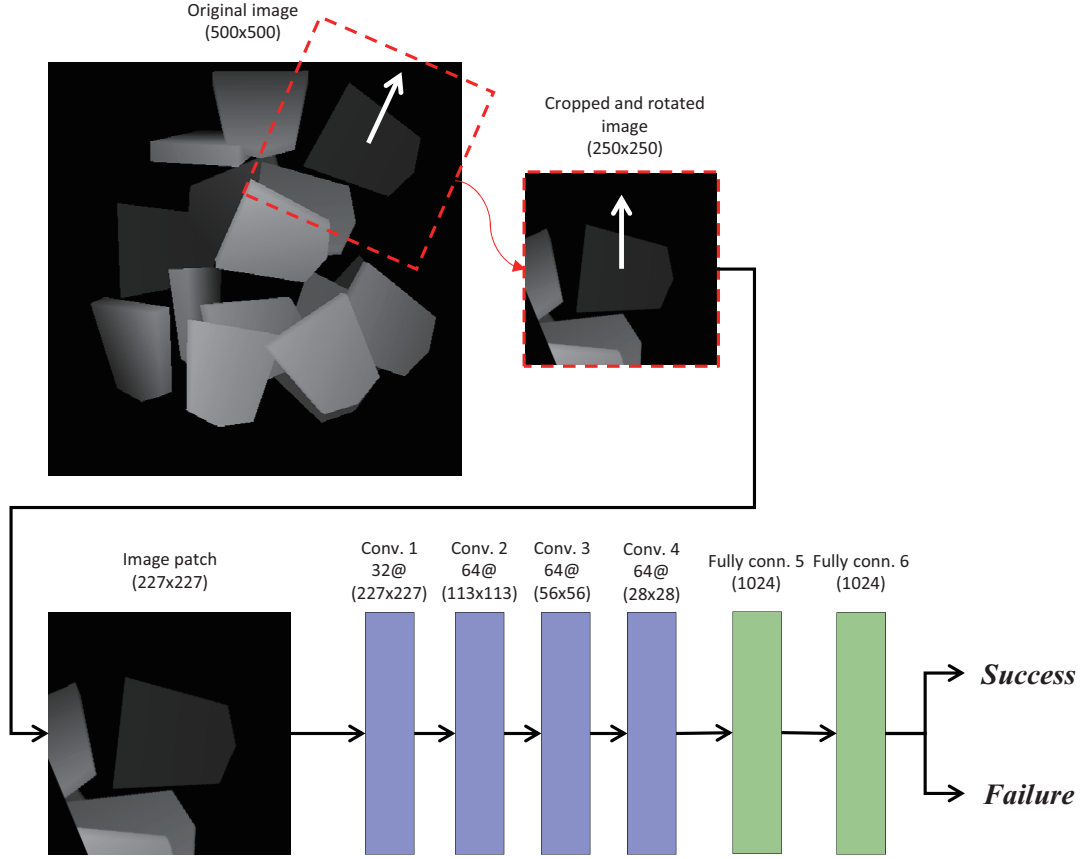 Original image
(500x500)
Cropped and rotated
image
(250x250)
Image patch
(227x227)
Conv. 1
32@
(227x227)
Conv. 2
64@
(113x113)
Conv. 3
64@
(56x56)
Conv. 4
64@
(28x28)
Fully conn. 5
(1024)
Fully conn. 6
(1024)
Success
Failure